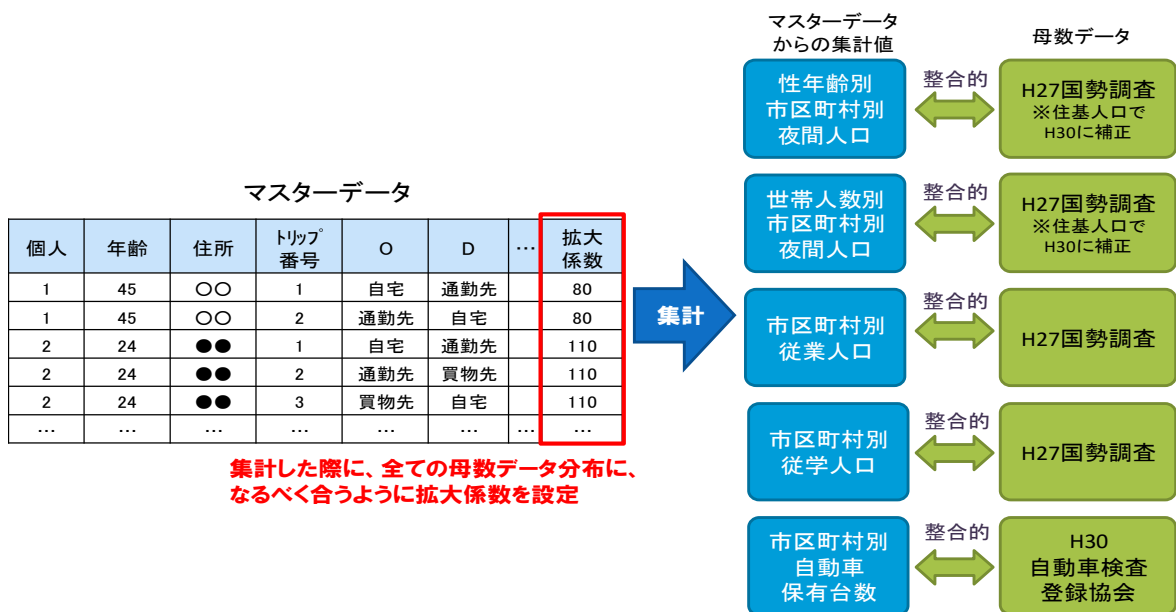 マスターデータ
個人 年齢 住所 トリップ番号 O D … 拡大係数
1 45 ○○ 1 自宅 通勤先 80
1 45 ○○ 2 通勤先 自宅 80
2 24 ●● 1 自宅 通勤先 110
2 24 ●● 2 通勤先 買物先 110
2 24 ●● 3 買物先 自宅 110
… … … … … … … …
集計した際に、全ての母数データ分布に、
なるべく合うように拡大係数を設定
集計
マスターデータ
からの集計値
母数データ
性年齢別
市区町村別
夜間人口
整合的
H27国勢調査
※住基人口で
H30に補正
世帯人数別
市区町村別
夜間人口
整合的
H27国勢調査
※住基人口で
H30に補正
市区町村別
従業人口
整合的
H27国勢調査
市区町村別
従学人口
整合的
H27国勢調査
市区町村別
自動車
保有台数
整合的
H30
自動車検査
登録協会